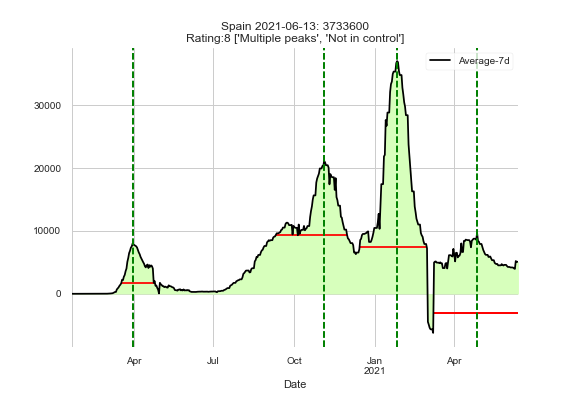 Spain 2021-06-13: 3733600
Rating:8 ['Multiple peaks', 'Not in control']
Average-7d
30000
20000
10000
0
Apr
Jul
Oct
Jan
2021
Apr
Date